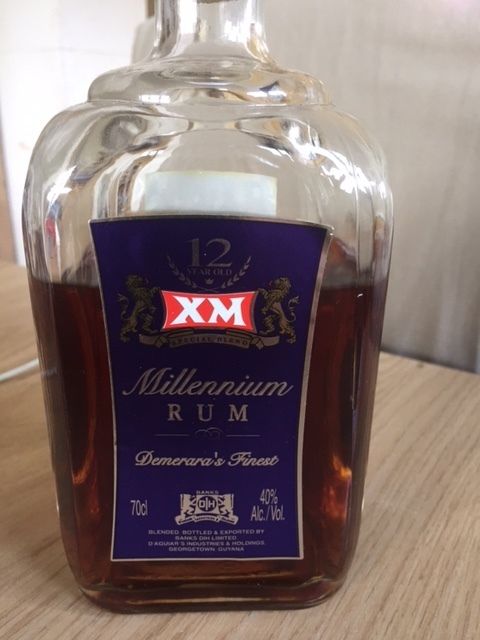 12
YEAR OLD
XM
SPECIAL BLEND
Millennium
RUM
Demerara's Finest
BANKS
DIH
70cl
40%
Alc./Vol.
BLENDED BOTTLED & EXPORTED BY
BANKS DIH LIMITED
D'AGUIAR'S INDUSTRIES & HOLDINGS.
GEORGETOWN GUYANA